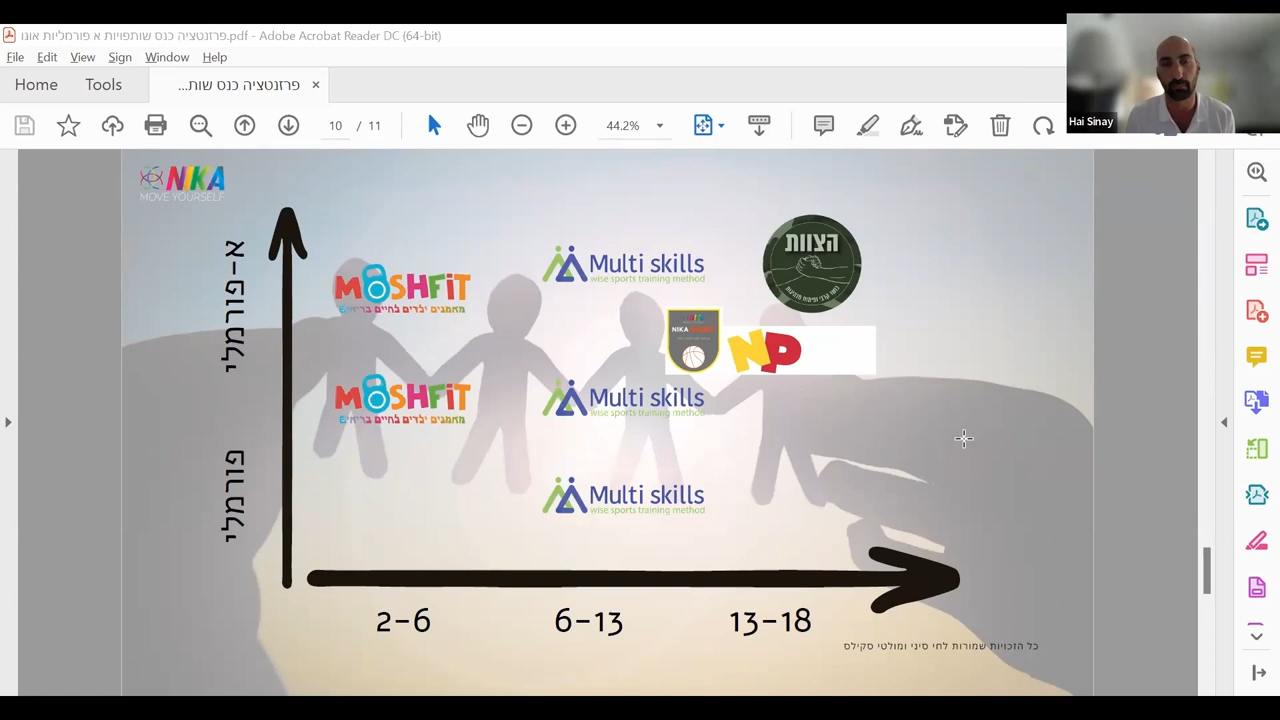 פרזנטציה כנס שותפויות א פורמליות אונו.pdf - Adobe Acrobat Reader DC (64-bit)
File Edit View Sign Window Help
Home Tools פרזנטציה כנס שות... ×
10 / 11 44.2%
Hai Sinay
NIKA
MOVE YOURSELF
א-פורמלי
פורמלי
MOSHFIT
מאמנים ילדים לחיים בריאים
Multi skills
wise sports training method
הצוות
NIKA
NP
MOSHFIT
מאמנים ילדים לחיים בריאים
Multi skills
wise sports training method
Multi skills
wise sports training method
2-6 6-13 13-18
כל הזכויות שמורות לחי סיני ומולטי סקילס